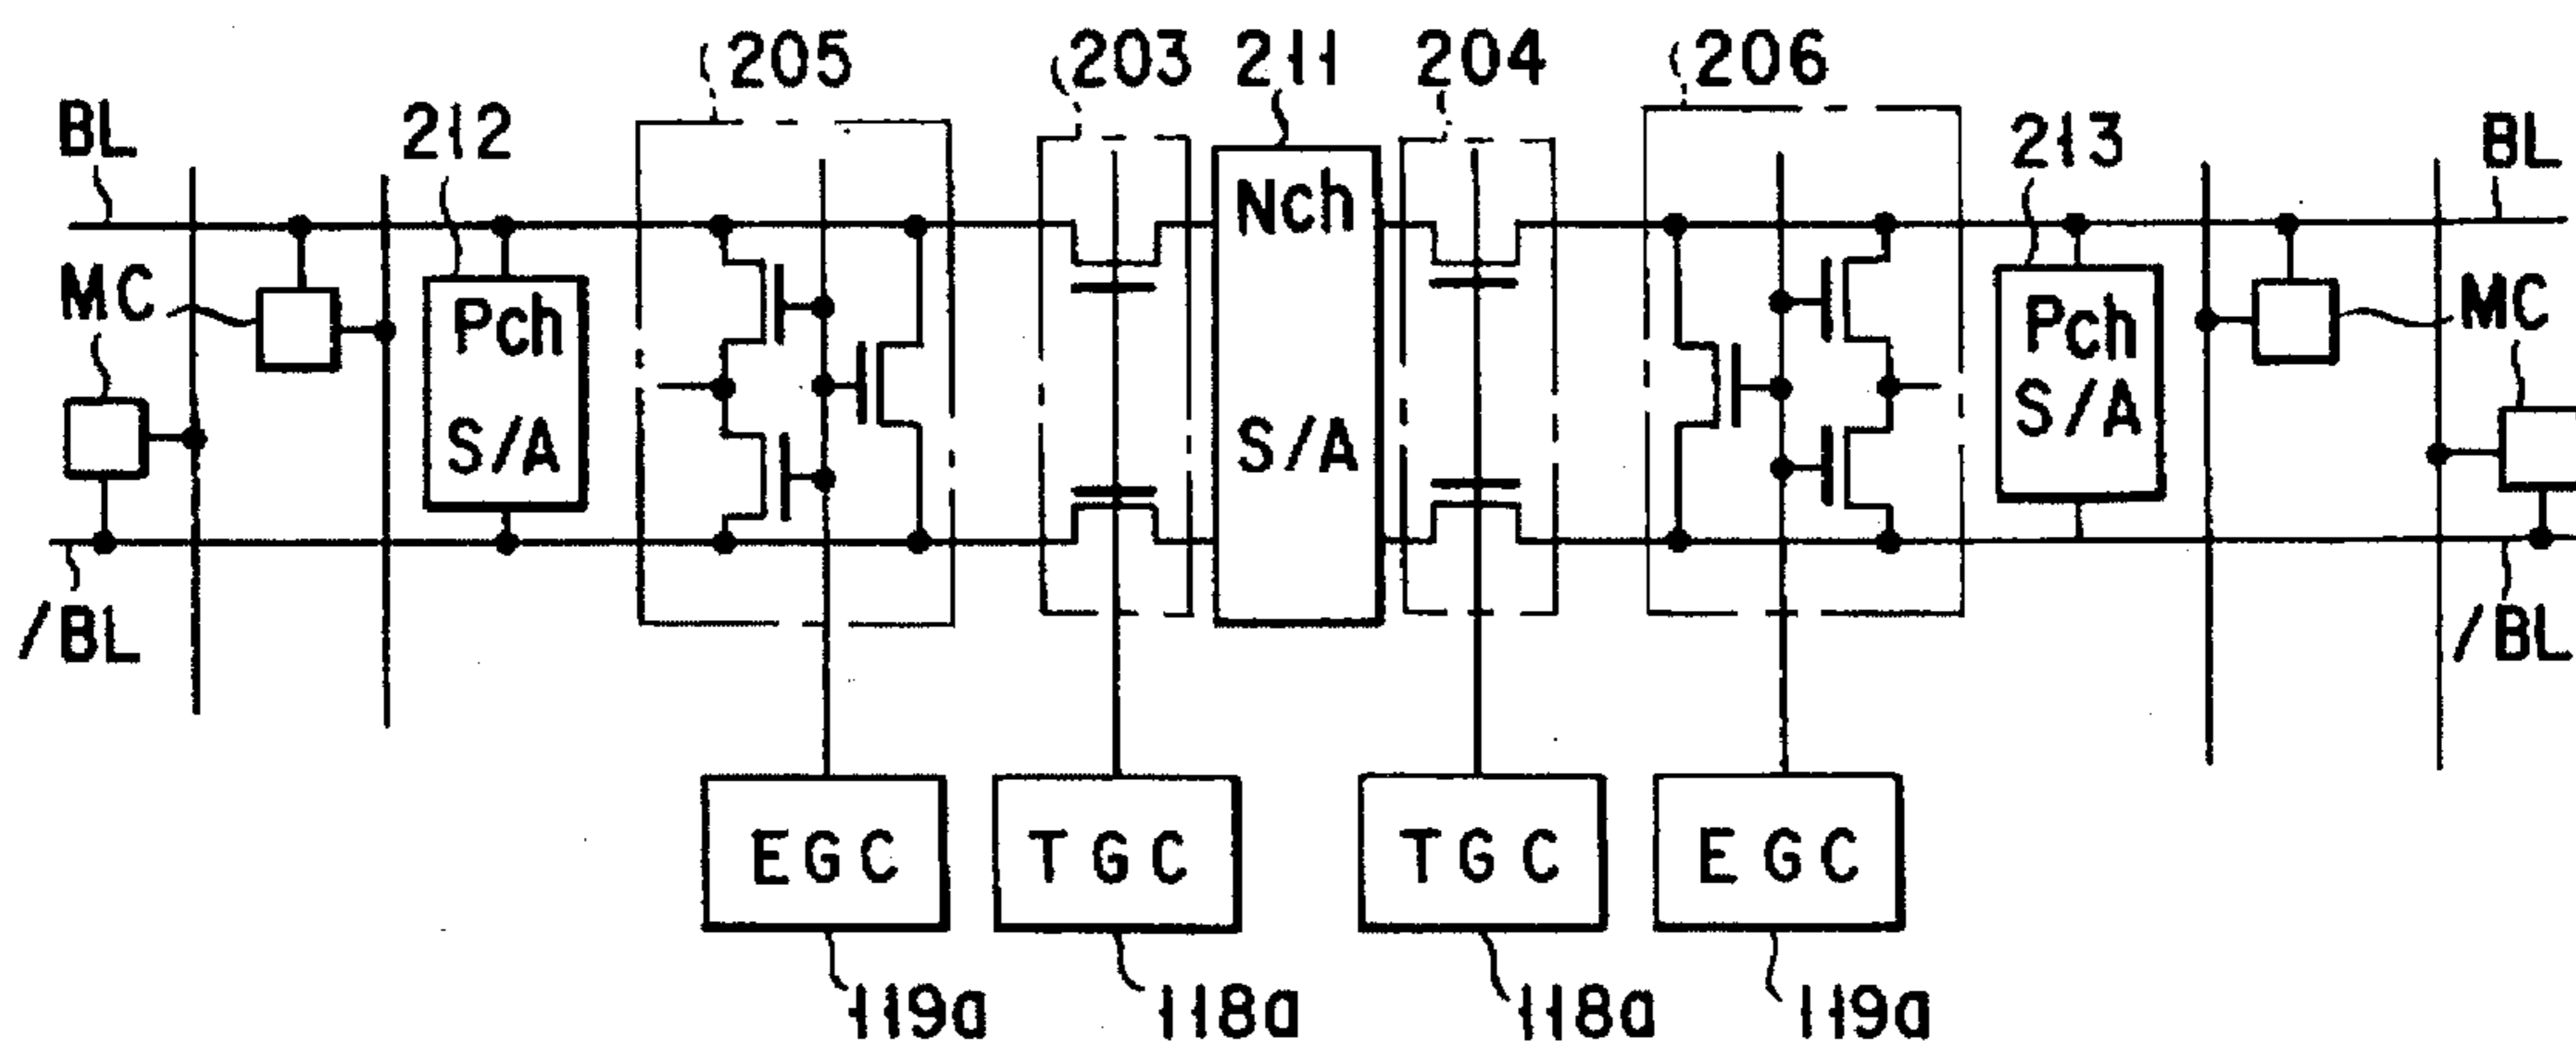 205
203
211
204
206
BL
212
213
BL
Nch
MC
Pch
Pch
MC
S/A
S/A
S/A
/BL
/BL
EGC
TGC
TGC
EGC
119a
118a
118a
119a